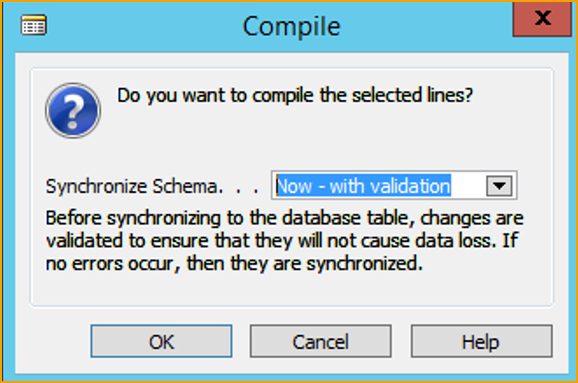 Compile
X
Do you want to compile the selected lines?
Synchronize Schema. . . Now - with validation
Before synchronizing to the database table, changes are
validated to ensure that they will not cause data loss. If
no errors occur, then they are synchronized.
OK Cancel Help